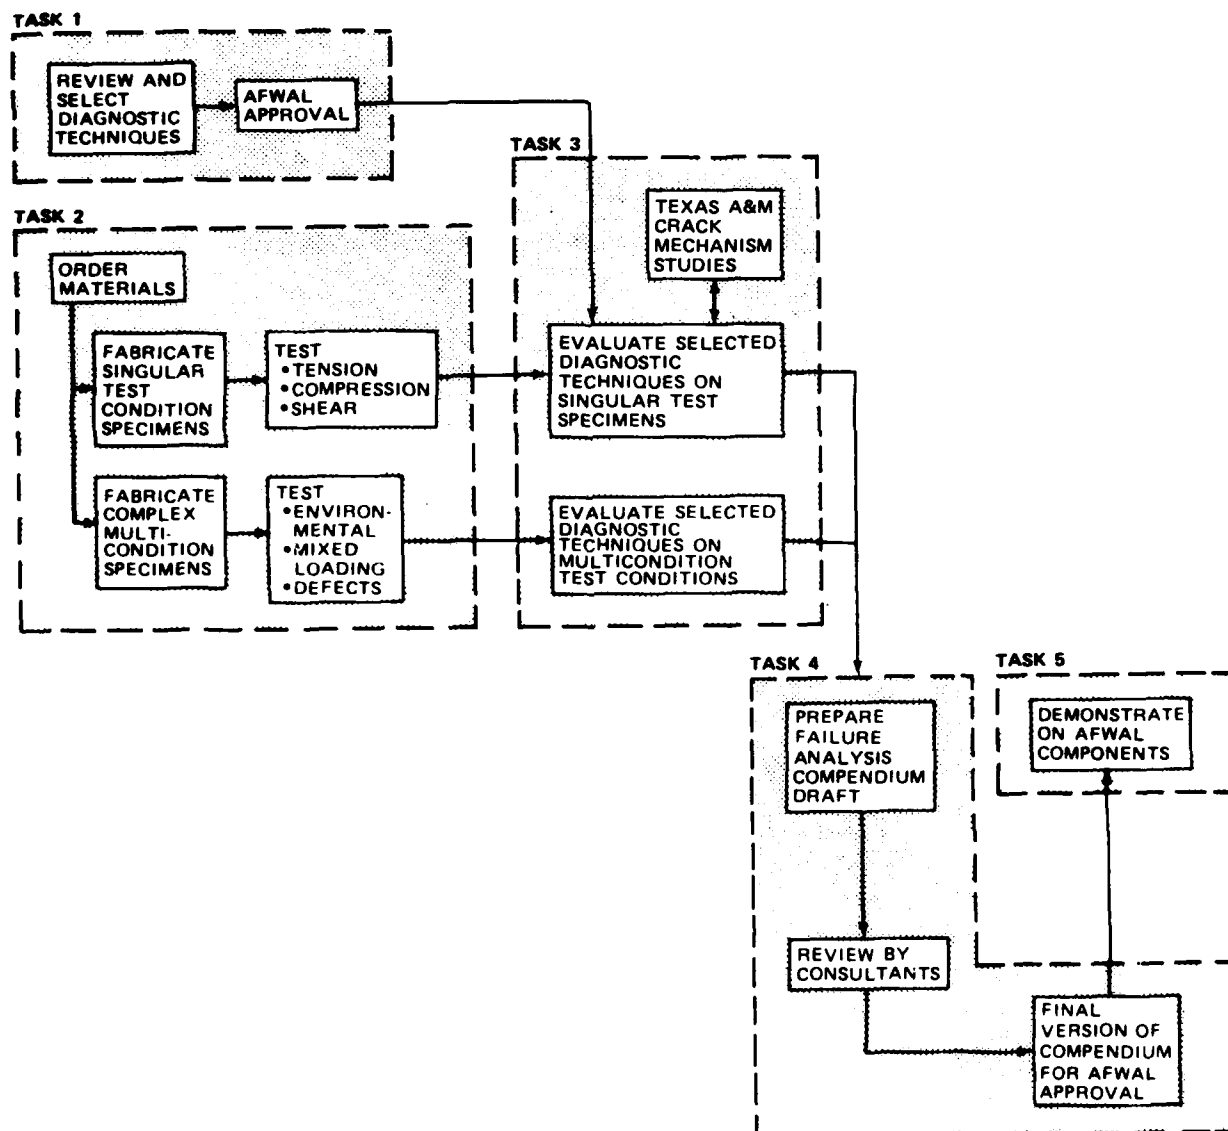 TASK 1
REVIEW AND
SELECT
DIAGNOSTIC
TECHNIQUES
AFWAL
APPROVAL
TASK 2
ORDER
MATERIALS
FABRICATE
SINGULAR
TEST
CONDITION
SPECIMENS
TEST
•TENSION
•COMPRESSION
•SHEAR
FABRICATE
COMPLEX
MULTI-
CONDITION
SPECIMENS
TEST
•ENVIRON-
MENTAL
•MIXED
LOADING
•DEFECTS
TASK 3
TEXAS A&M
CRACK
MECHANISM
STUDIES
EVALUATE SELECTED
DIAGNOSTIC
TECHNIQUES ON
SINGULAR TEST
SPECIMENS
EVALUATE SELECTED
DIAGNOSTIC
TECHNIQUES ON
MULTICONDITION
TEST CONDITIONS
TASK 4
PREPARE
FAILURE
ANALYSIS
COMPENDIUM
DRAFT
REVIEW BY
CONSULTANTS
FINAL
VERSION OF
COMPENDIUM
FOR AFWAL
APPROVAL
TASK 5
DEMONSTRATE
ON AFWAL
COMPONENTS